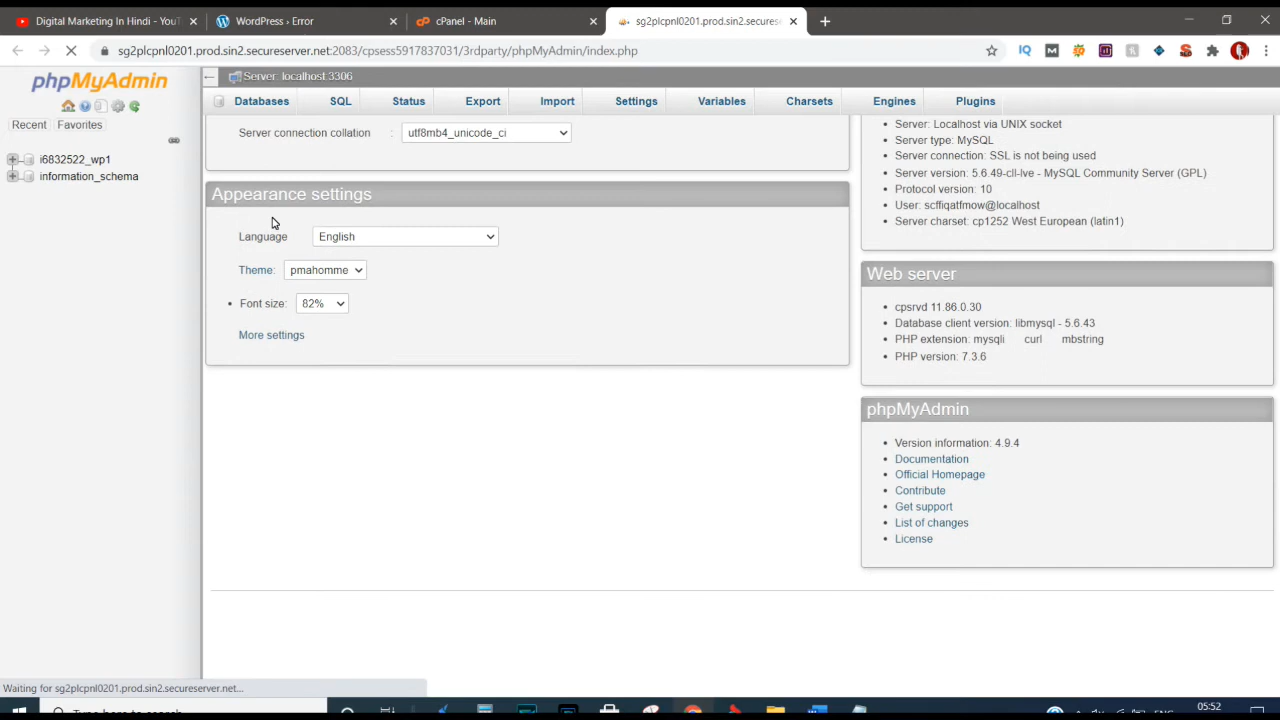 Digital Marketing In Hindi - YouT
WordPress › Error
cPanel - Main
sg2plcpnl0201.prod.sin2.secureserv
sg2plcpnl0201.prod.sin2.secureserver.net:2083/cpsess5917837031/3rdparty/phpMyAdmin/index.php
phpMyAdmin
Recent
Favorites
i6832522_wp1
information_schema
Server: localhost 3306
Databases
SQL
Status
Export
Import
Settings
Variables
Charsets
Engines
Plugins
Server connection collation : utf8mb4_unicode_ci
Appearance settings
Language English
Theme: pmahomme
• Font size: 82%
More settings
• Server: Localhost via UNIX socket
• Server type: MySQL
• Server connection: SSL is not being used
• Server version: 5.6.49-cll-lve - MySQL Community Server (GPL)
• Protocol version: 10
• User: scffiqatfmow@localhost
• Server charset: cp1252 West European (latin1)
Web server
• cpsrvd 11.86.0.30
• Database client version: libmysql - 5.6.43
• PHP extension: mysqli curl mbstring
• PHP version: 7.3.6
phpMyAdmin
• Version information: 4.9.4
• Documentation
• Official Homepage
• Contribute
• Get support
• List of changes
• License
Waiting for sg2plcpnl0201.prod.sin2.secureserver.net...
Type here to search
ENG
05:52